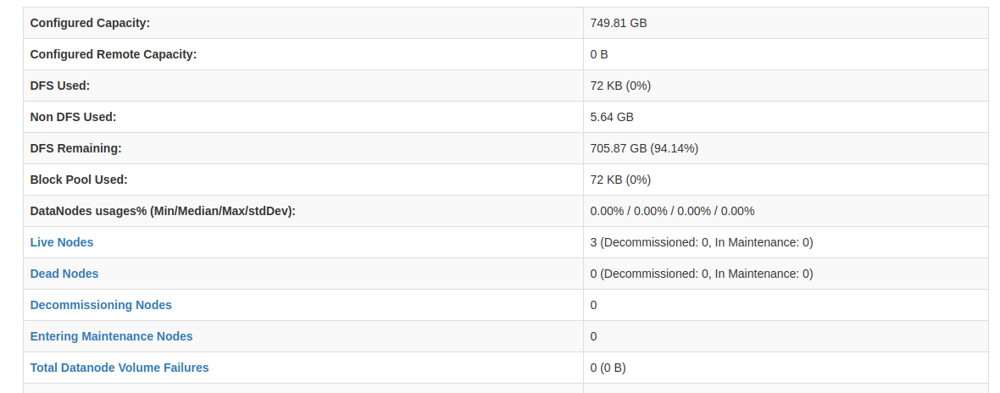 Configured Capacity: 749.81 GB
Configured Remote Capacity: 0 B
DFS Used: 72 KB (0%)
Non DFS Used: 5.64 GB
DFS Remaining: 705.87 GB (94.14%)
Block Pool Used: 72 KB (0%)
DataNodes usages% (Min/Median/Max/stdDev): 0.00% / 0.00% / 0.00% / 0.00%
Live Nodes 3 (Decommissioned: 0, In Maintenance: 0)
Dead Nodes 0 (Decommissioned: 0, In Maintenance: 0)
Decommissioning Nodes 0
Entering Maintenance Nodes 0
Total Datanode Volume Failures 0 (0 B)